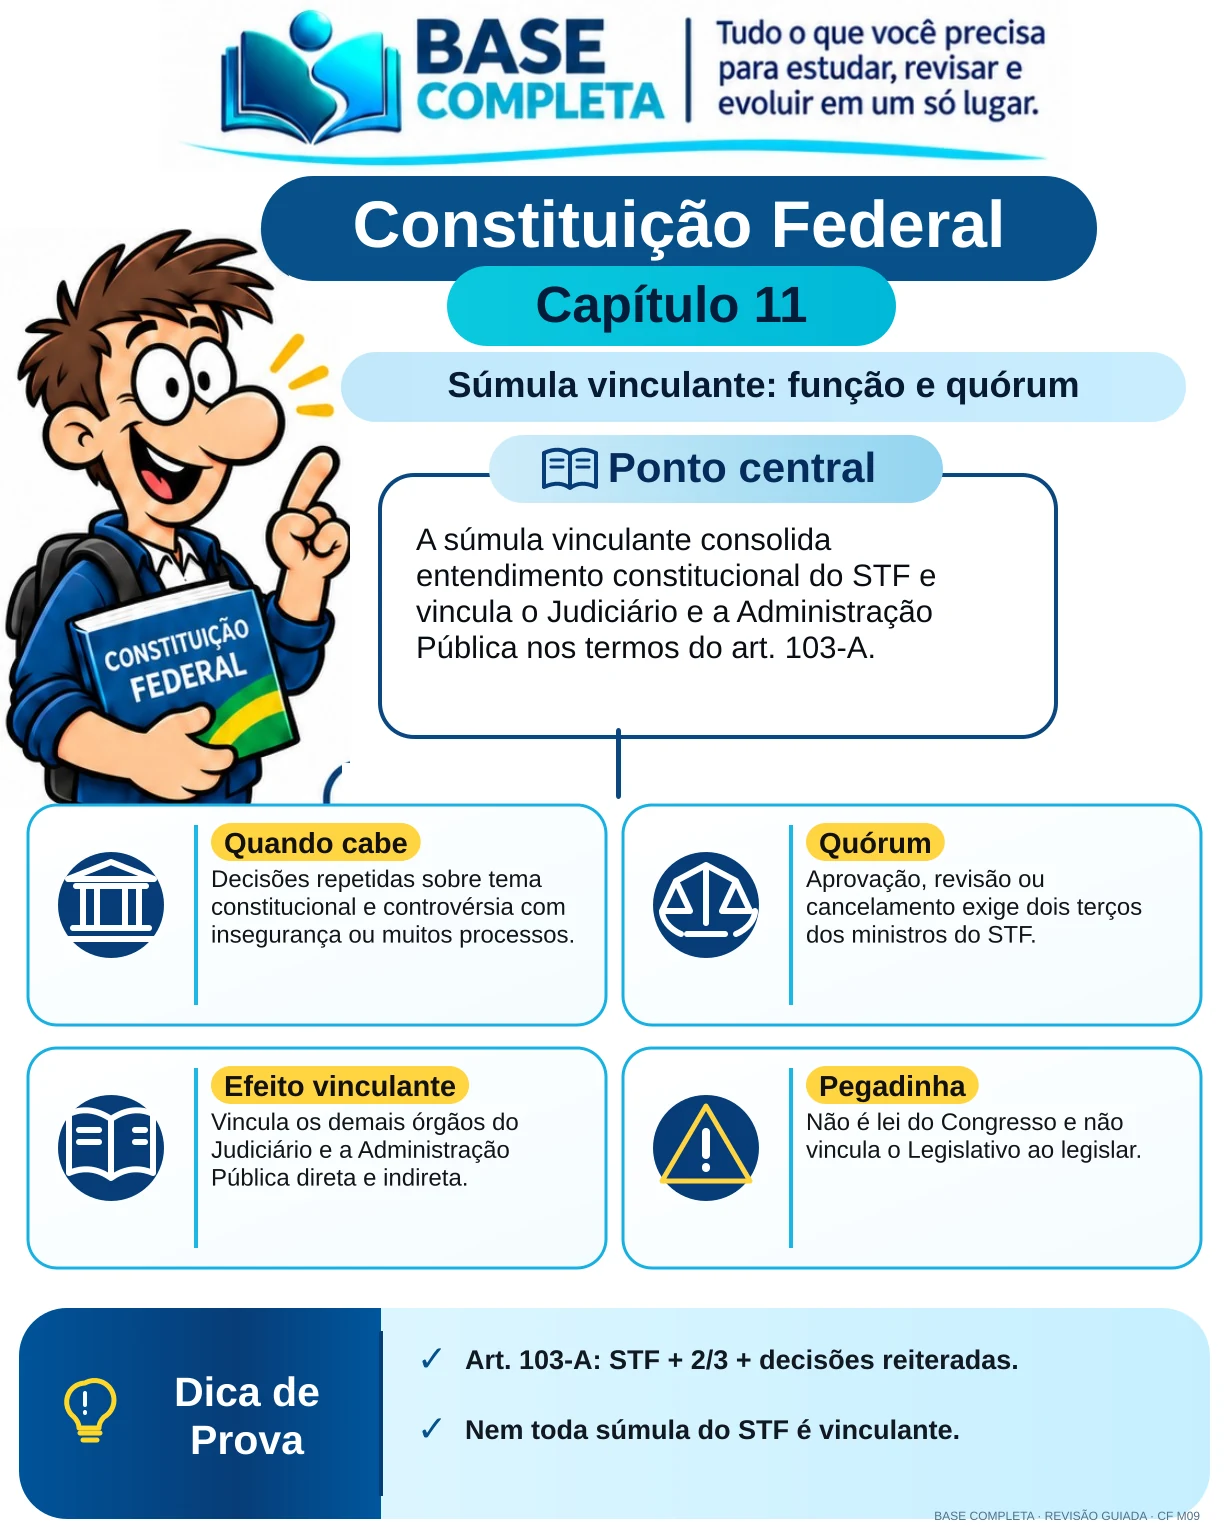 BASE
COMPLETA
Tudo o que você precisa
para estudar, revisar e
evoluir em um só lugar.
Constituição Federal
Capítulo 11
Súmula vinculante: função e quórum
Ponto central
A súmula vinculante consolida
entendimento constitucional do STF e
vincula o Judiciário e a Administração
Pública nos termos do art. 103-A.
CONSTITUIÇÃO
FEDERAL
Quando cabe
Decisões repetidas sobre tema
constitucional e controvérsia com
insegurança ou muitos processos.
Quórum
Aprovação, revisão ou
cancelamento exige dois terços
dos ministros do STF.
Efeito vinculante
Vincula os demais órgãos do
Judiciário e a Administração
Pública direta e indireta.
Pegadinha
Não é lei do Congresso e não
vincula o Legislativo ao legislar.
Dica de
Prova
✓ Art. 103-A: STF + 2/3 + decisões reiteradas.
✓ Nem toda súmula do STF é vinculante.
BASE COMPLETA · REVISÃO GUIADA · CF M09